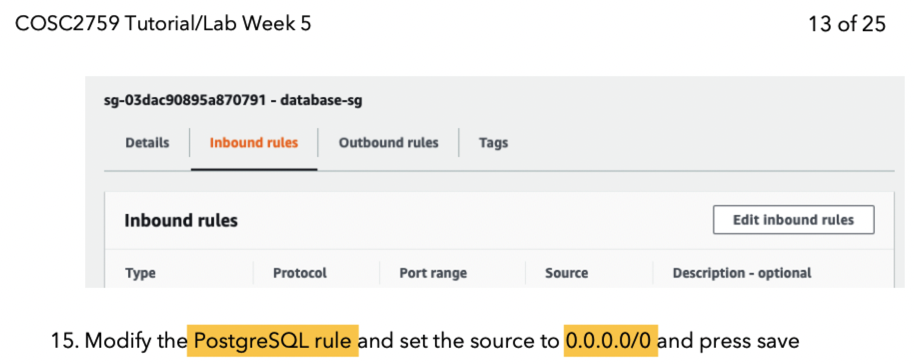 COSC2759 Tutorial/Lab Week 5 13 of 25
sg-03dac90895a870791 - database-sg
Details Inbound rules Outbound rules Tags
Inbound rules Edit inbound rules
Type Protocol Port range Source Description - optional
15. Modify the PostgreSQL rule and set the source to 0.0.0.0/0 and press save